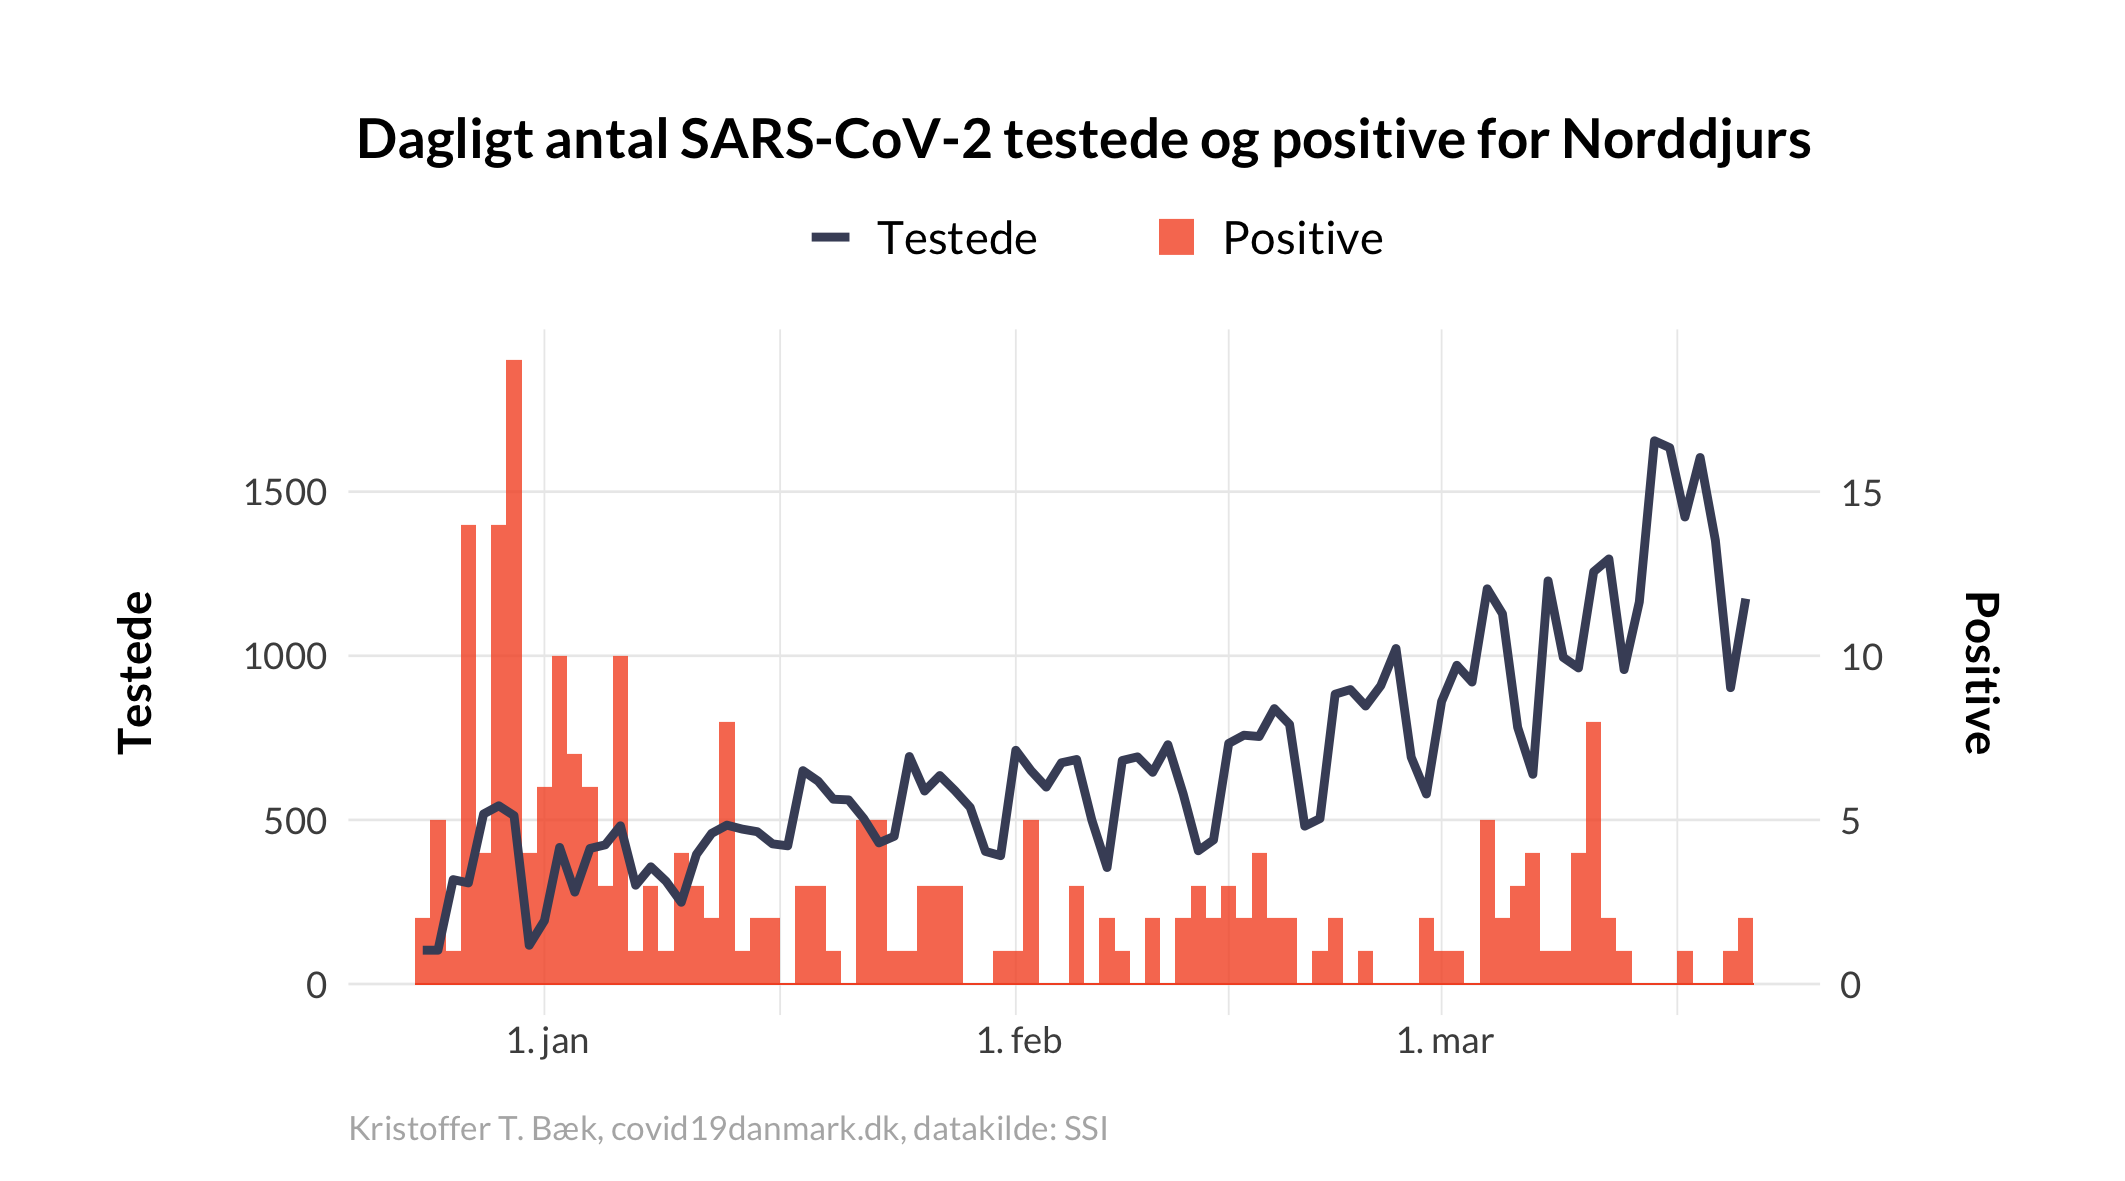 Dagligt antal SARS-CoV-2 testede og positive for Norddjurs
Testede
Positive
1500
1000
500
0
Testede
15
10
5
0
Positive
1. jan
1. feb
1. mar
Kristoffer T. Bæk, covid19danmark.dk, datakilde: SSI